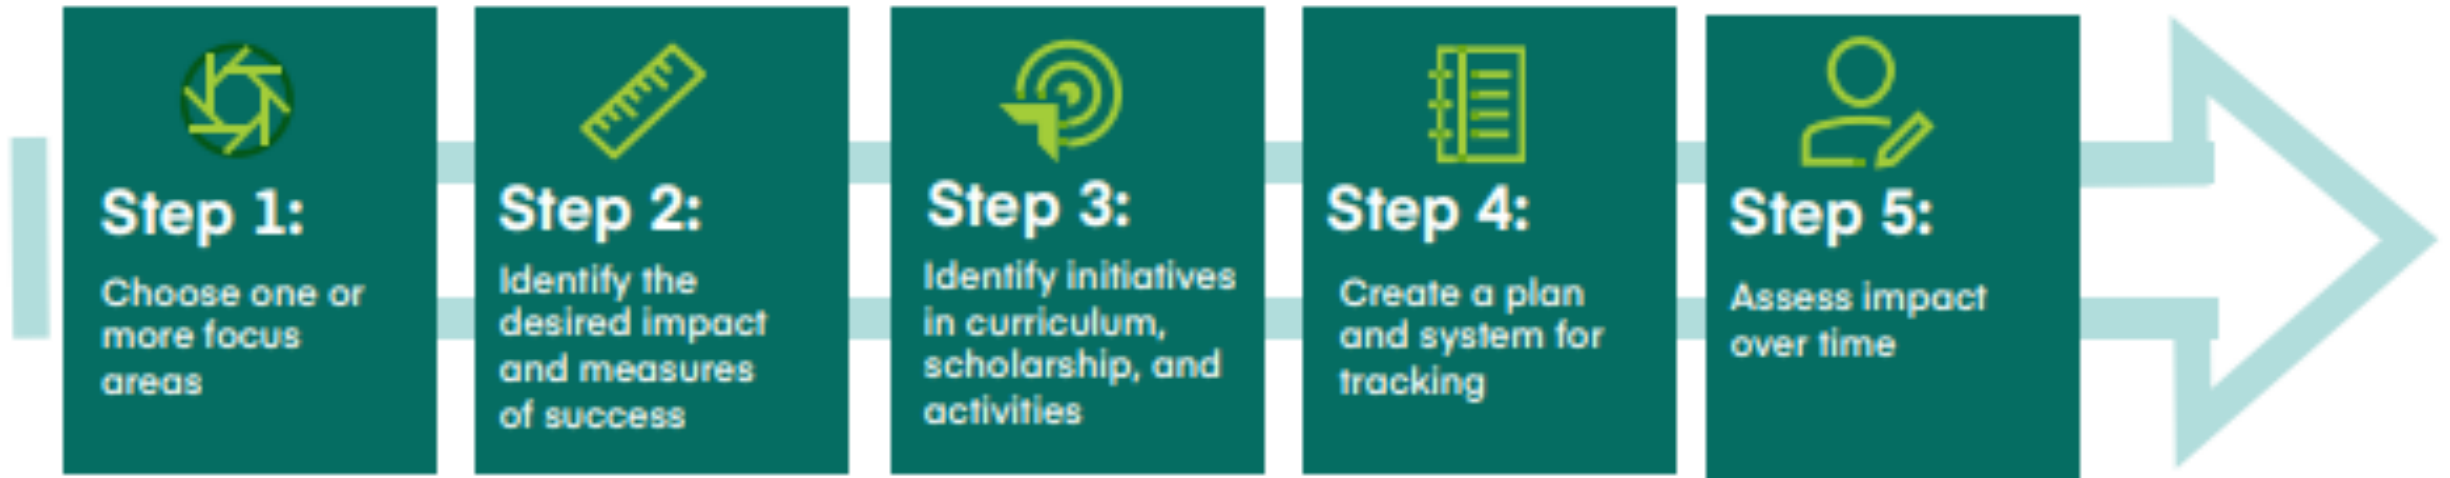 Step 1:
Choose one or
more focus
areas
Step 2:
Identify the
desired impact
and measures
of success
Step 3:
Identify initiatives
in curriculum,
scholarship, and
activities
Step 4:
Create a plan
and system for
tracking
Step 5:
Assess impact
over time